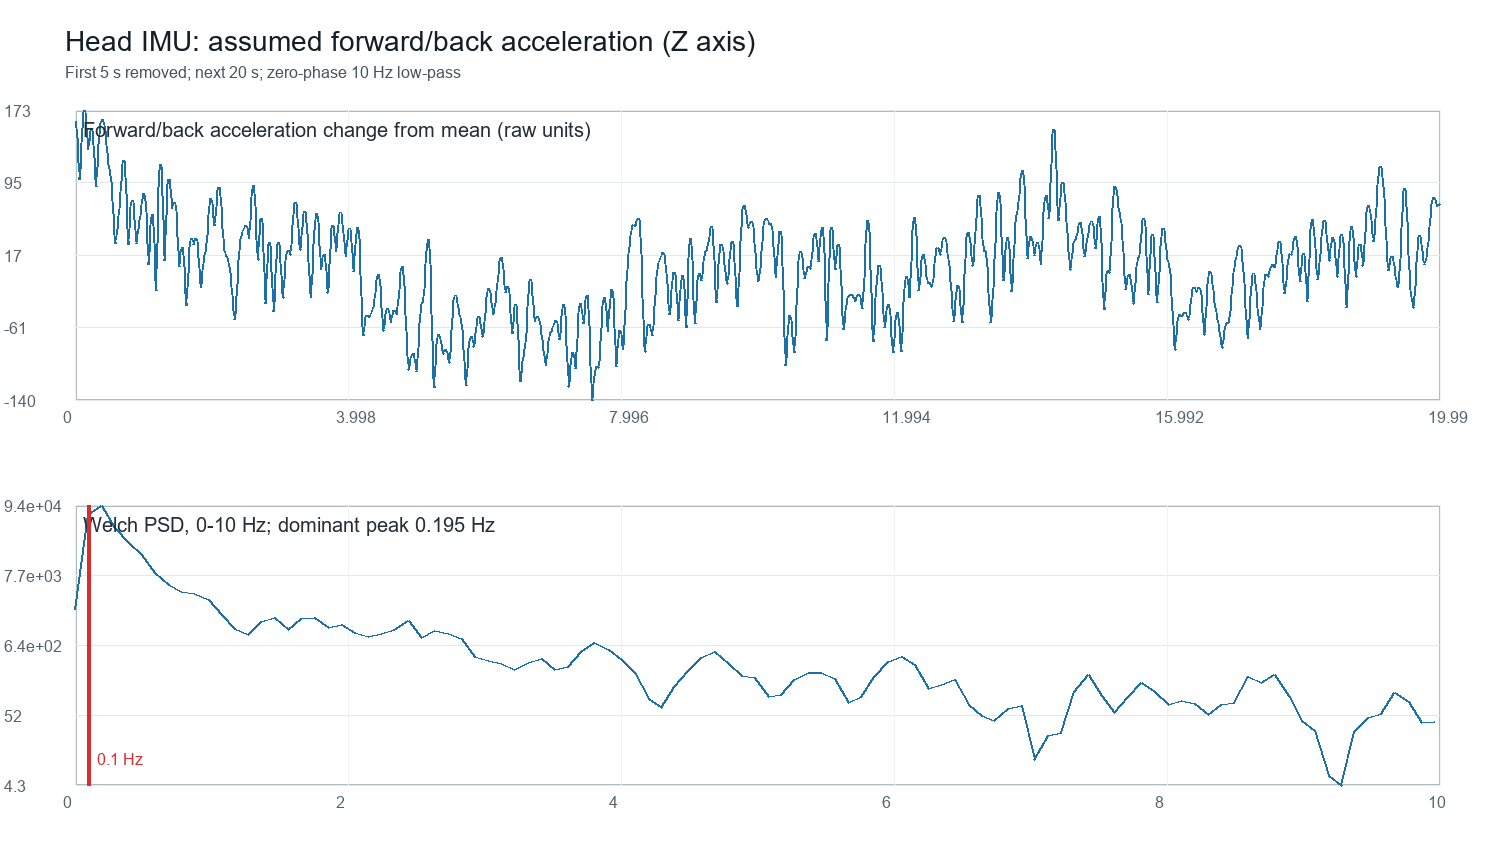 Head IMU: assumed forward/back acceleration (Z axis)
First 5 s removed; next 20 s; zero-phase 10 Hz low-pass
173
Forward/back acceleration change from mean (raw units)
95
17
-61
-140
0 3.998 7.996 11.994 15.992 19.99
9.4e+04
Welch PSD, 0-10 Hz; dominant peak 0.195 Hz
7.7e+03
6.4e+02
52
0.1 Hz
4.3
0 2 4 6 8 10